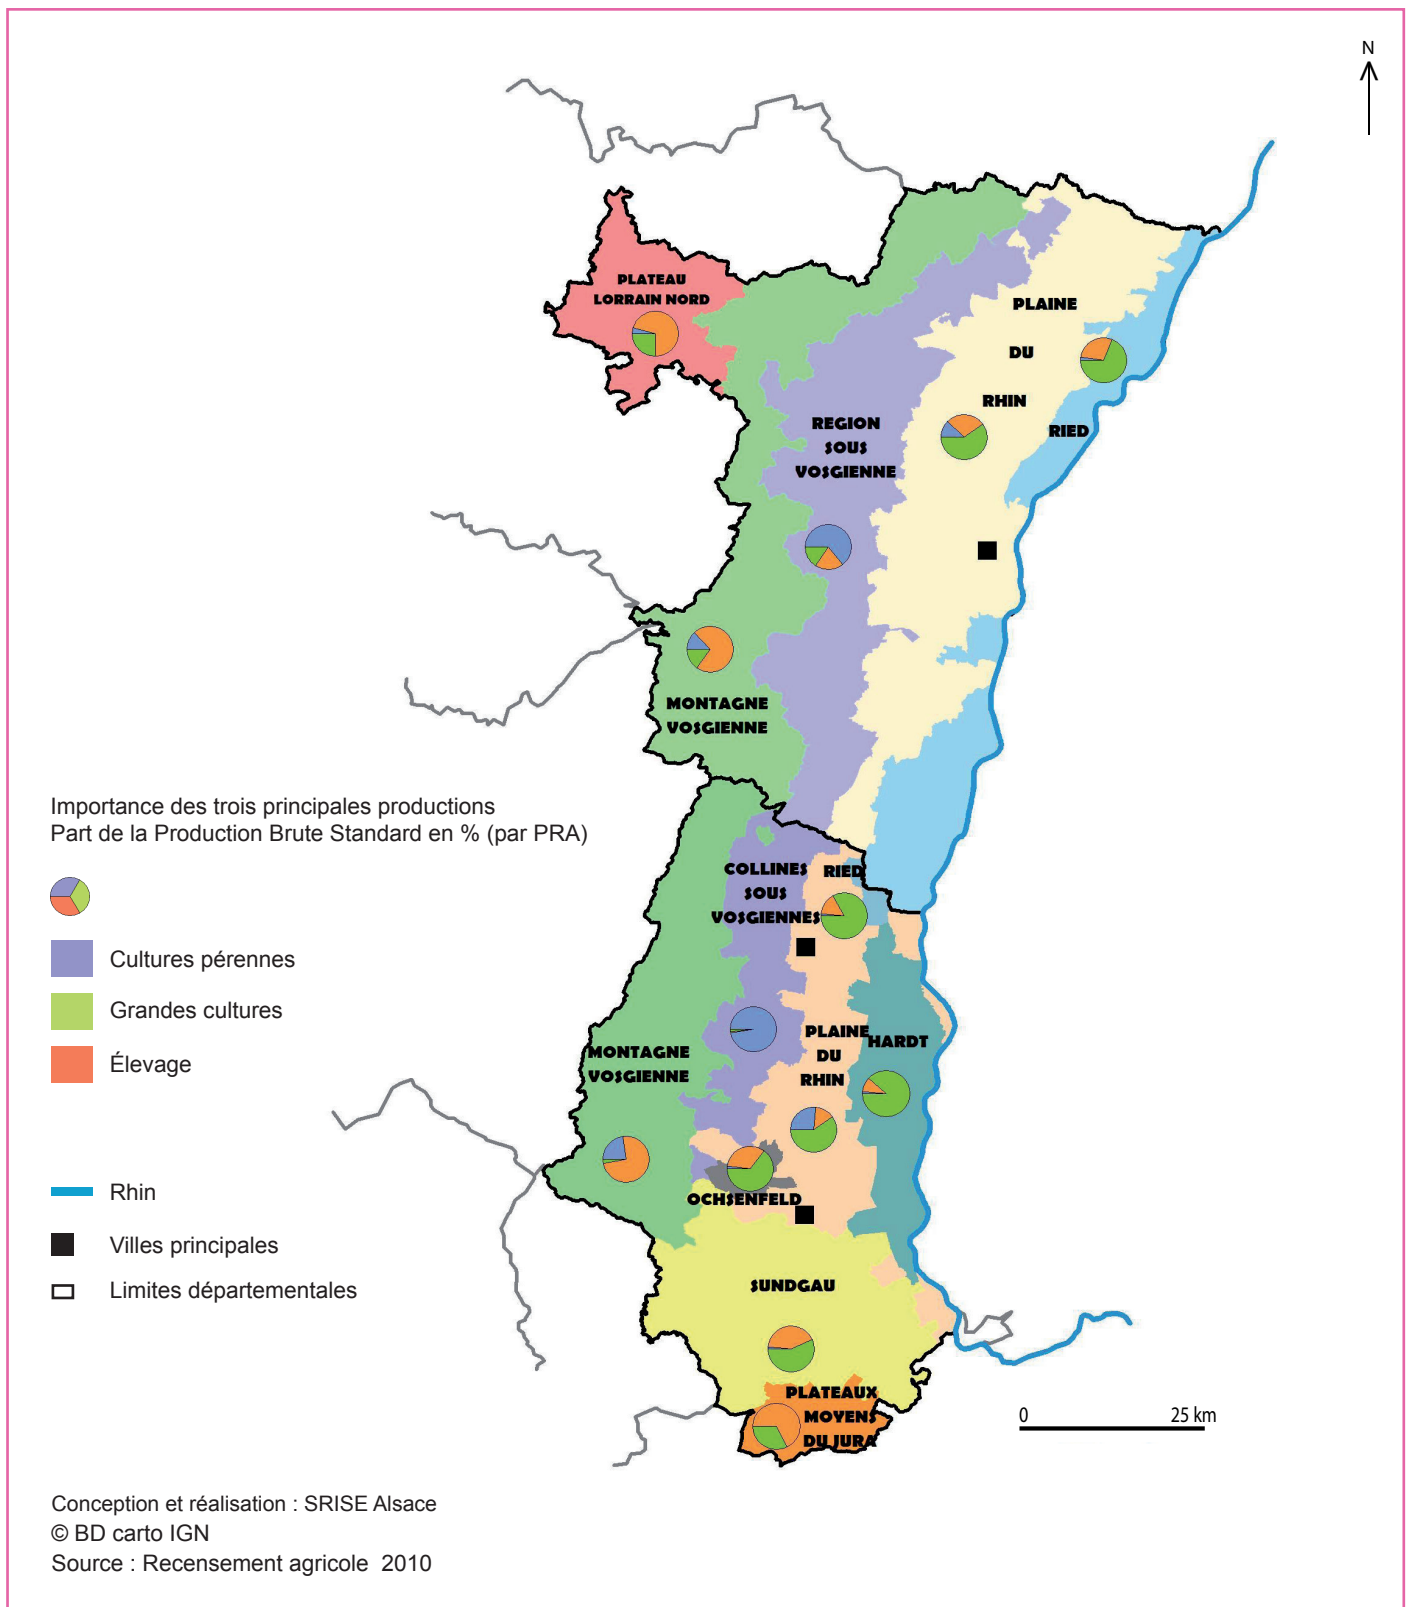 N
PLATEAU
LORRAIN NORD
PLAINE
DU
RHIN
RIED
REGION
SOUS
VOSGIENNE
MONTAGNE
VOSGIENNE
Importance des trois principales productions
Part de la Production Brute Standard en % (par PRA)
Cultures pérennes
Grandes cultures
Élevage
Rhin
Villes principales
Limites départementales
COLLINES
SOUS
VOSGIENNES
RIED
PLAINE
DU
RHIN
HARDT
MONTAGNE
VOSGIENNE
OCHSENFELD
SUNDGAU
PLATEAUX
MOYENS
DU JURA
0 25 km
Conception et réalisation : SRISE Alsace
© BD carto IGN
Source : Recensement agricole 2010